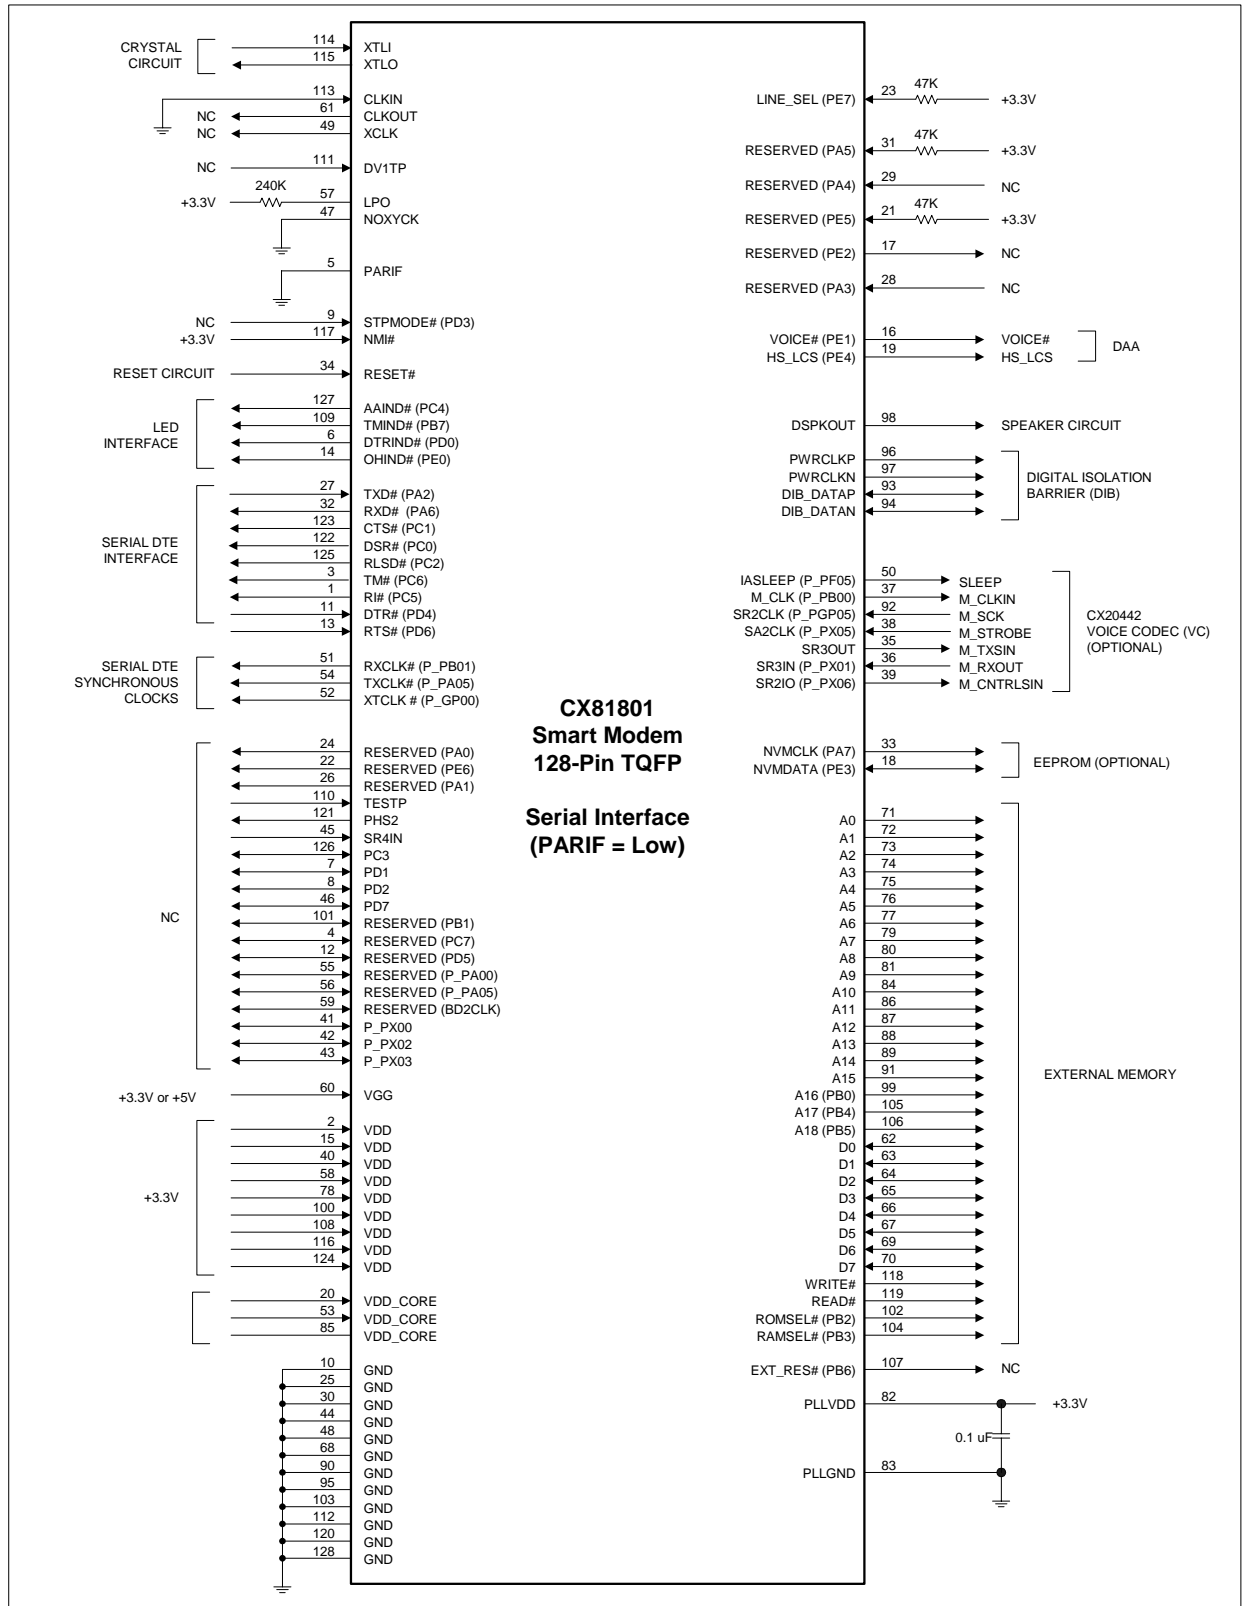 CRYSTAL CIRCUIT
114 XTLI
115 XTLO
113 CLKIN
NC 61 CLKOUT
NC 49 XCLK
NC 111 DV1TP
+3.3V 240K 57 LPO
47 NOXYCK
5 PARIF
NC 9 STPMODE# (PD3)
+3.3V 117 NMI#
RESET CIRCUIT 34 RESET#
LED INTERFACE
127 AAIND# (PC4)
109 TMIND# (PB7)
6 DTRIND# (PD0)
14 OHIND# (PE0)
SERIAL DTE INTERFACE
27 TXD# (PA2)
32 RXD# (PA6)
123 CTS# (PC1)
122 DSR# (PC0)
125 RLSD# (PC2)
3 TM# (PC6)
1 RI# (PC5)
11 DTR# (PD4)
13 RTS# (PD6)
SERIAL DTE SYNCHRONOUS CLOCKS
51 RXCLK# (P_PB01)
54 TXCLK# (P_PA05)
52 XTCLK # (P_GP00)
NC
24 RESERVED (PA0)
22 RESERVED (PE6)
26 RESERVED (PA1)
110 TESTP
121 PHS2
45 SR4IN
126 PC3
7 PD1
8 PD2
46 PD7
101 RESERVED (PB1)
4 RESERVED (PC7)
12 RESERVED (PD5)
55 RESERVED (P_PA00)
56 RESERVED (P_PA05)
59 RESERVED (BD2CLK)
41 P_PX00
42 P_PX02
43 P_PX03
+3.3V or +5V 60 VGG
+3.3V
2 VDD
15 VDD
40 VDD
58 VDD
78 VDD
100 VDD
108 VDD
116 VDD
124 VDD
20 VDD_CORE
53 VDD_CORE
85 VDD_CORE
10 GND
25 GND
30 GND
44 GND
48 GND
68 GND
90 GND
95 GND
103 GND
112 GND
120 GND
128 GND
CX81801
Smart Modem
128-Pin TQFP
Serial Interface
(PARIF = Low)
LINE_SEL (PE7) 23 47K +3.3V
RESERVED (PA5) 31 47K +3.3V
RESERVED (PA4) 29 NC
RESERVED (PE5) 21 47K +3.3V
RESERVED (PE2) 17 NC
RESERVED (PA3) 28 NC
VOICE# (PE1) 16 VOICE#
HS_LCS (PE4) 19 HS_LCS
DAA
DSPKOUT 98 SPEAKER CIRCUIT
PWRCLKP 96
PWRCLKN 97
DIB_DATAP 93
DIB_DATAN 94
DIGITAL ISOLATION
BARRIER (DIB)
IASLEEP (P_PF05) 50 SLEEP
M_CLK (P_PB00) 37 M_CLKIN
SR2CLK (P_PGP05) 92 M_SCK
SA2CLK (P_PX05) 38 M_STROBE
SR3OUT 35 M_TXSIN
SR3IN (P_PX01) 36 M_RXOUT
SR2IO (P_PX06) 39 M_CNTRLSIN
CX20442
VOICE CODEC (VC)
(OPTIONAL)
NVMCLK (PA7) 33
NVMDATA (PE3) 18
EEPROM (OPTIONAL)
A0 71
A1 72
A2 73
A3 74
A4 75
A5 76
A6 77
A7 79
A8 80
A9 81
A10 84
A11 86
A12 87
A13 88
A14 89
A15 91
A16 (PB0) 99
A17 (PB4) 105
A18 (PB5) 106
D0 62
D1 63
D2 64
D3 65
D4 66
D5 67
D6 69
D7 70
WRITE# 118
READ# 119
ROMSEL# (PB2) 102
RAMSEL# (PB3) 104
EXTERNAL MEMORY
EXT_RES# (PB6) 107 NC
PLLVDD 82 +3.3V
0.1 uF
PLLGND 83